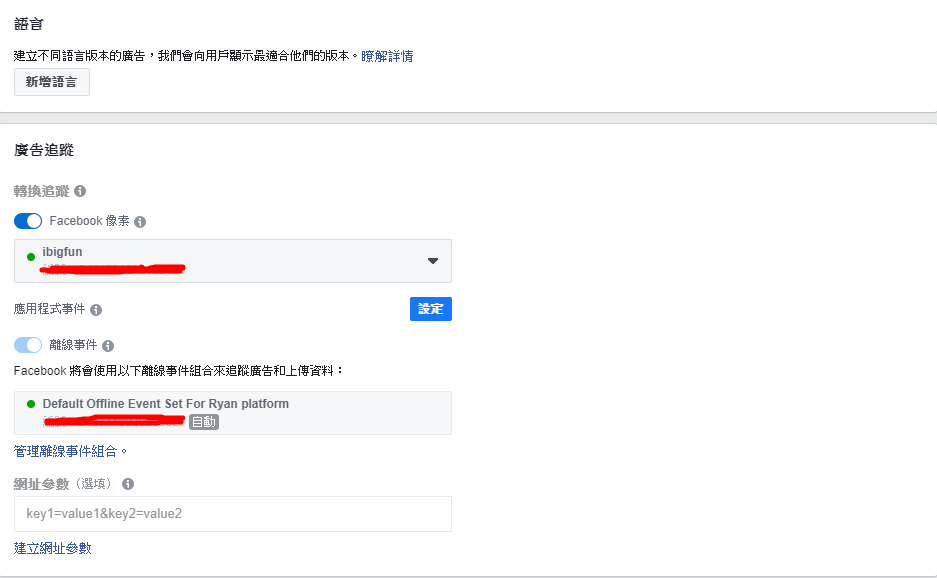 語言
建立不同語言版本的廣告，我們會向用戶顯示最適合他們的版本。瞭解詳情
新增語言
廣告追蹤
轉換追蹤
Facebook 像素
ibigfun
應用程式事件
設定
離線事件
Facebook 將會使用以下離線事件組合來追蹤廣告和上傳資料：
Default Offline Event Set For Ryan platform
自動
管理離線事件組合。
網址參數（選填）
key1=value1&key2=value2
建立網址參數